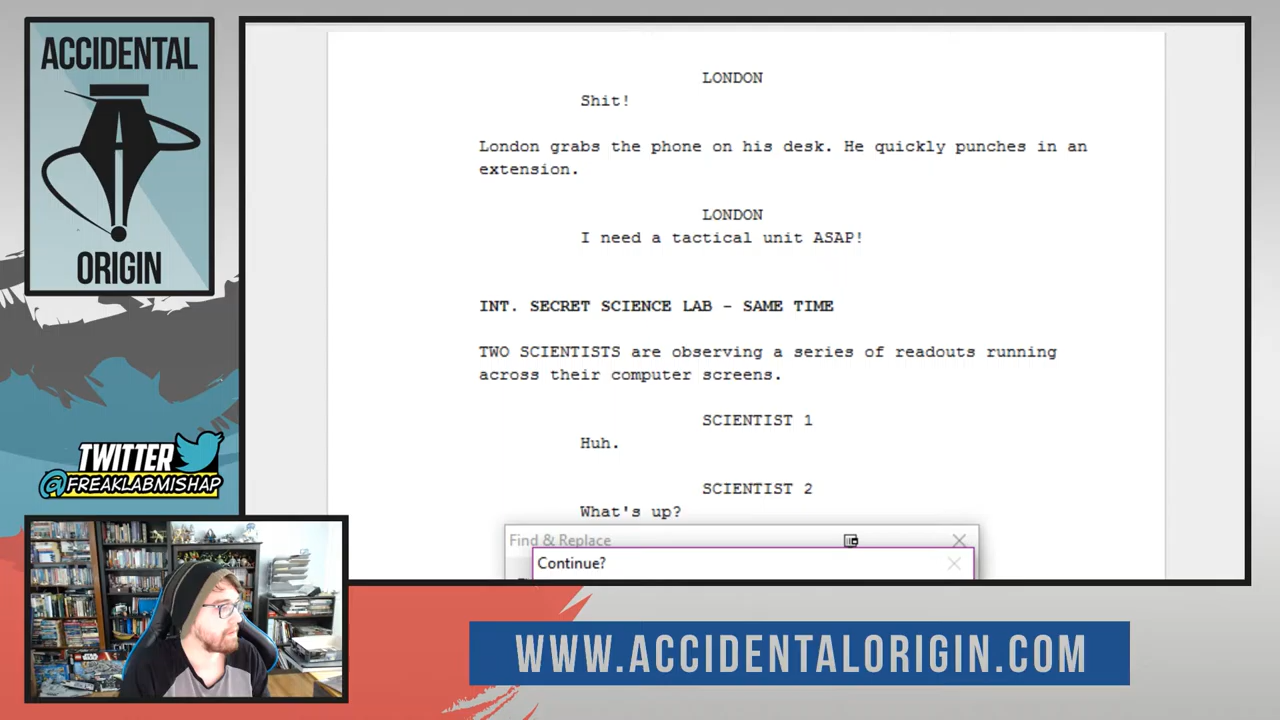 ACCIDENTAL
ORIGIN
LONDON
Shit!
London grabs the phone on his desk. He quickly punches in an
extension.
LONDON
I need a tactical unit ASAP!
INT. SECRET SCIENCE LAB - SAME TIME
TWO SCIENTISTS are observing a series of readouts running
across their computer screens.
SCIENTIST 1
Huh.
SCIENTIST 2
What's up?
Find & Replace
Continue?
TWITTER
@FREAKLABMISHAP
WWW.ACCIDENTALORIGIN.COM